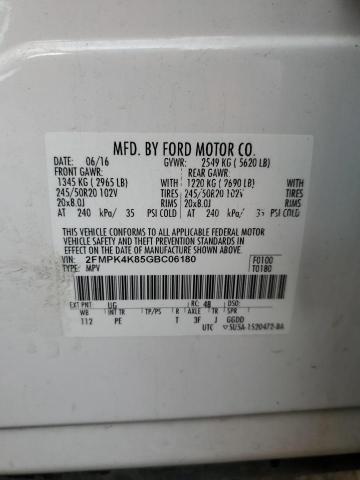 MFD. BY FORD MOTOR CO.
DATE: 06/16 GVWR: 2549 KG ( 5620 LB)
FRONT GAWR: REAR GAWR:
1345 KG (2965 LB) WITH 1220 KG (2690 LB) WITH
245/50R20 102V TIRES 245/50R20 102V TIRES
20x8.0J RIMS 20x8.0J RIMS
AT 240 kPa/ 35 PSI COLD AT 240 kPa/ 35 PSI COLD
THIS VEHICLE CONFORMS TO ALL APPLICABLE FEDERAL MOTOR
VEHICLE SAFETY AND THEFT PREVENTION STANDARDS IN EFFECT
ON THE DATE OF MANUFACTURE SHOWN ABOVE.
VIN: 2FMPK4K85GBC06180 F0100
TYPE: MPV T0180
EXT PNT: UG RC: 48 DSO:
WB INT TR TP/PS R AXLE TR SPR
112 PE T 3F J GGDD
UTC 5U5A-1520472-BA